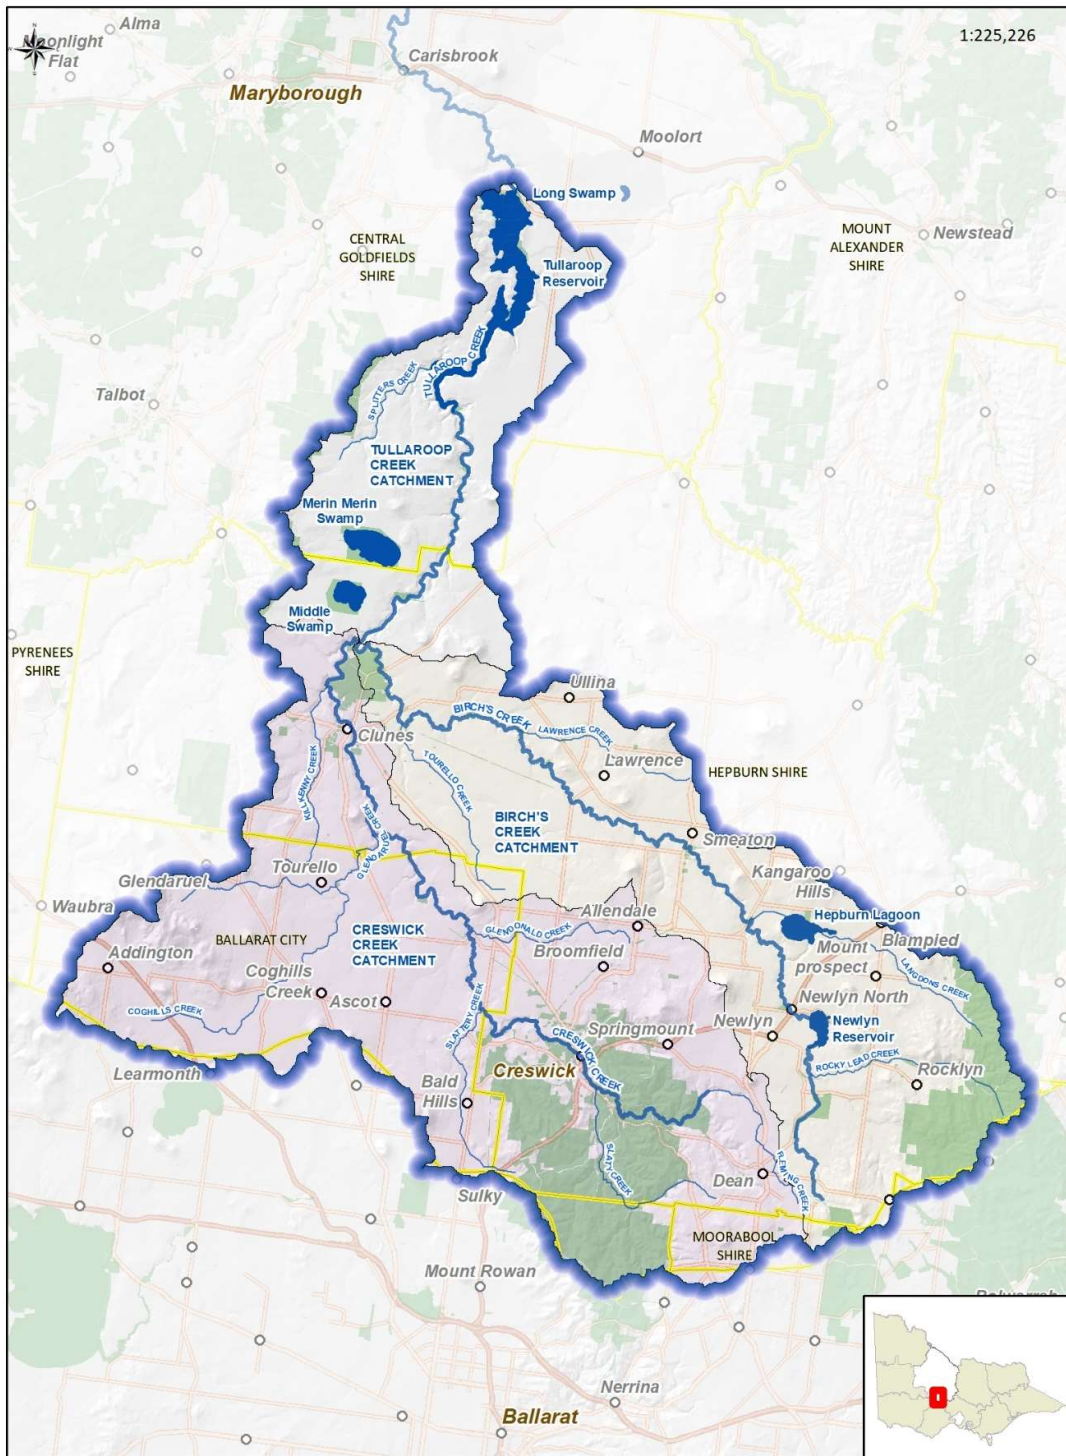 Alma
1:225,226
Moonlight
Flat
Carisbrook
Maryborough
Moolort
Long Swamp
CENTRAL
GOLDFIELDS
SHIRE
MOUNT
ALEXANDER
SHIRE
Newstead
Tullaroop
Reservoir
TULLAROOP CREEK
SPLITTERS CREEK
Talbot
TULLAROOP
CREEK
CATCHMENT
Merin Merin
Swamp
Middle
Swamp
PYRENEES
SHIRE
Ullina
BIRCH'S CREEK
LAWRENCE CREEK
Clunes
TOURELLO CREEK
Lawrence
HEPBURN SHIRE
KILLKENNY CREEK
BIRCH'S
CREEK
CATCHMENT
GLENDARUEL CREEK
Smeaton
Tourello
Kangaroo
Hills
Glendaruel
Waubra
Allendale
Hepburn Lagoon
BALLARAT CITY
CRESWICK
CREEK
CATCHMENT
GLENDONALD CREEK
Blampied
Addington
Broomfield
Mount
prospect
LANGDONS CREEK
Coghills
Creek
Ascot
COGHILLS CREEK
SLATTERY CREEK
Newlyn North
Springmount
Newlyn
Newlyn
Reservoir
CRESWICK CREEK
ROCKY LEAD CREEK
Learmonth
Creswick
Rocklyn
Bald
Hills
SLATY CREEK
Dean
FLEMING CREEK
Sulky
MOORABOOL
SHIRE
Mount Rowan
Nerrina
Ballarat